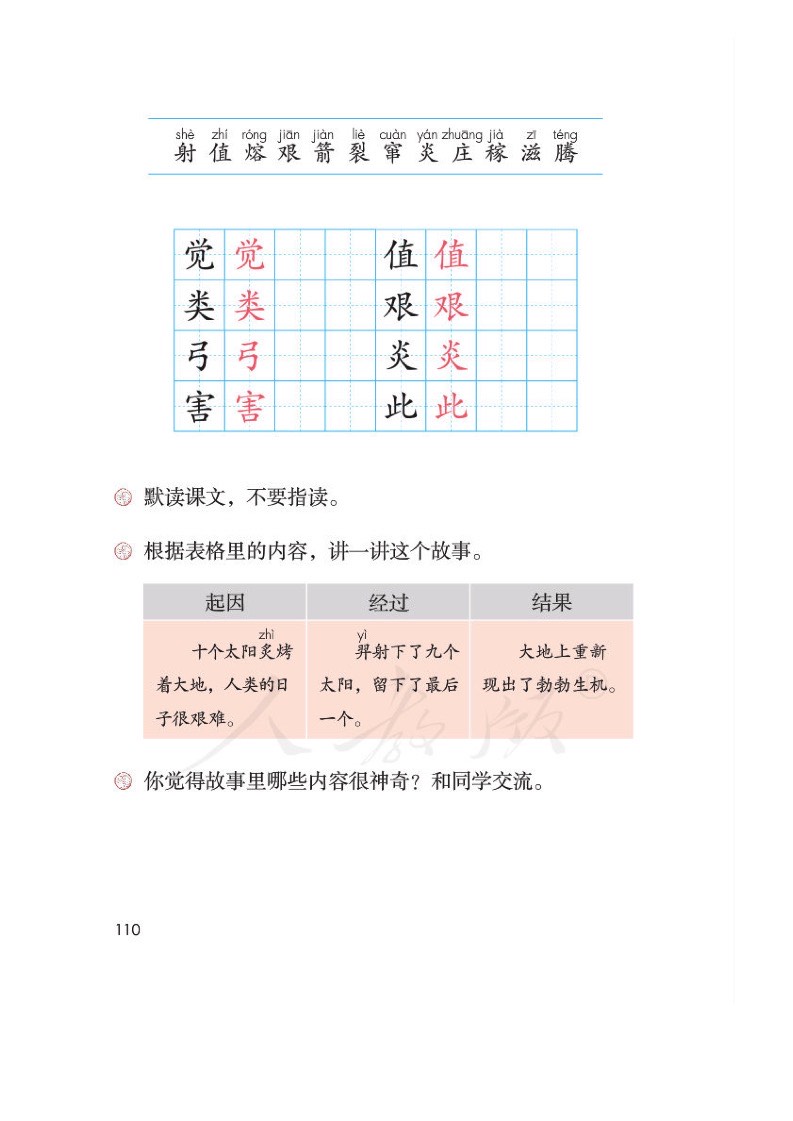 shè zhí róng jiān jiàn liè cuàn yán zhuāng jià zī téng
射 值 熔 艰 箭 裂 窜 炎 庄 稼 滋 腾
觉 觉 值 值
类 类 艰 艰
弓 弓 炎 炎
害 害 此 此
默读课文，不要指读。
根据表格里的内容，讲一讲这个故事。
起因 经过 结果
zhì
十个太阳炙烤
着大地，人类的日
子很艰难。
yì
羿射下了九个
太阳，留下了最后
一个。
大地上重新
现出了勃勃生机。
人教版®
你觉得故事里哪些内容很神奇？和同学交流。
110